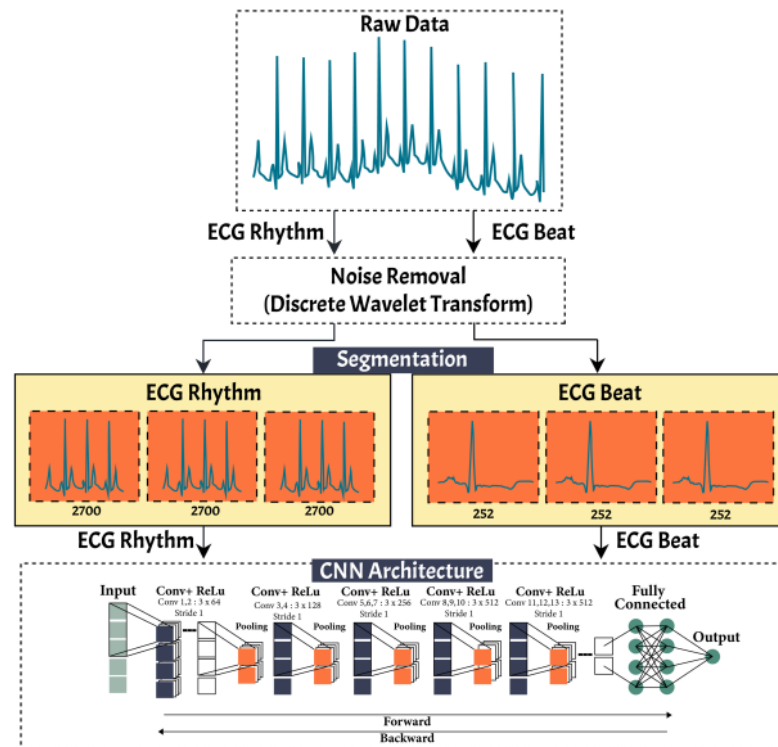 Raw Data
ECG Rhythm
ECG Beat
Noise Removal
(Discrete Wavelet Transform)
Segmentation
ECG Rhythm
2700
2700
2700
ECG Beat
252
252
252
ECG Rhythm
ECG Beat
CNN Architecture
Input
Conv+ ReLu
Conv 1,2 : 3 x 64
Stride 1
Pooling
Conv+ ReLu
Conv 3,4 : 3 x 128
Stride 1
Pooling
Conv+ ReLu
Conv 5,6,7 : 3 x 256
Stride 1
Pooling
Conv+ ReLu
Conv 8,9,10 : 3 x 512
Stride 1
Pooling
Conv+ ReLu
Conv 11,12,13 : 3 x 512
Stride 1
Pooling
Fully
Connected
Output
Forward
Backward